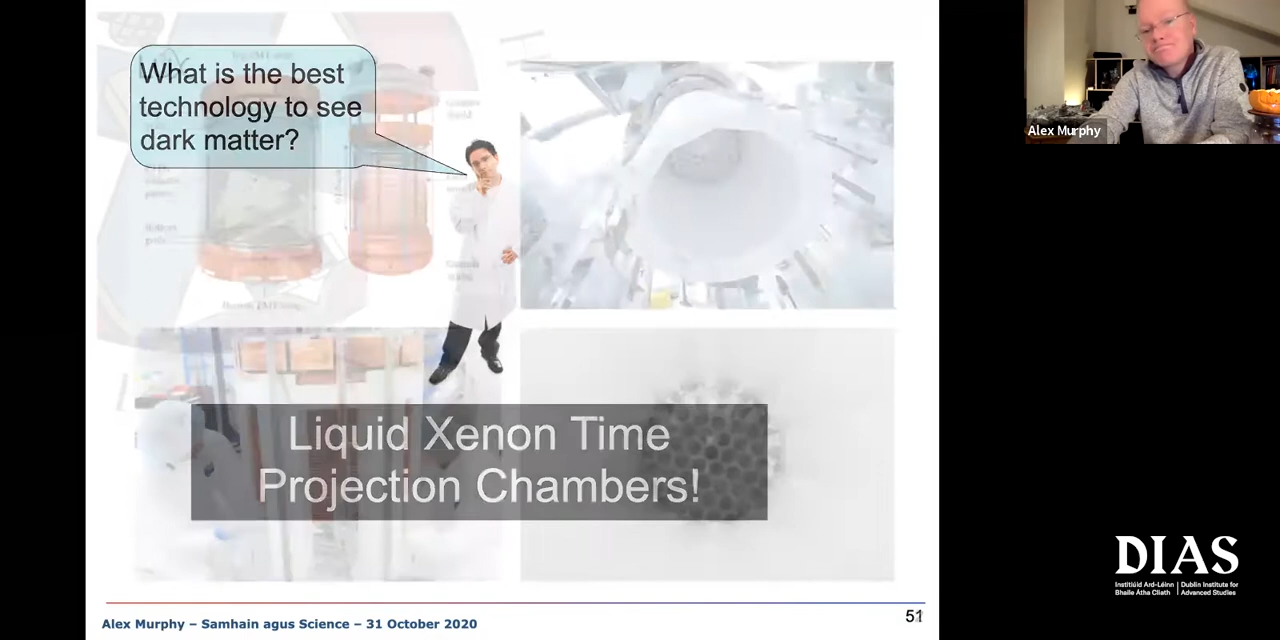 What is the best
technology to see
dark matter?
Liquid Xenon Time
Projection Chambers!
Alex Murphy – Samhain agus Science – 31 October 2020
Alex Murphy
DIAS
Institiúid Ard-Léinn
Bhaile Átha Cliath
Dublin Institute for
Advanced Studies